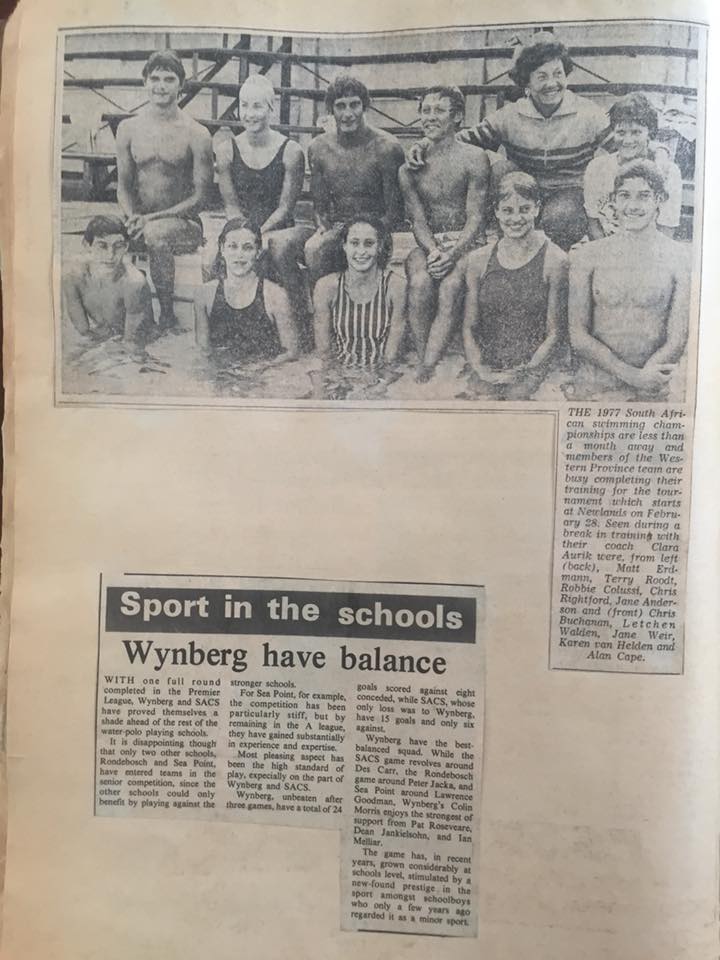 THE 1977 South Afri-
can swimming cham-
pionships are less than
a month away and
members of the Wes-
tern Province team are
busy completing their
training for the tour-
nament which starts
at Newlands on Febru-
ary 28. Seen during a
break in training with
their coach Clara
Aurik were, from left
(back), Matt Erd-
mann, Terry Roodt,
Robbie Colussi, Chris
Rightford, Jane Ander-
son and (front) Chris
Buchanan, Letchen
Walden, Jane Weir,
Karen van Helden and
Alan Cape.
Sport in the schools
Wynberg have balance
WITH one full round
completed in the Premier
League, Wynberg and SACS
have proved themselves a
shade ahead of the rest of the
water-polo playing schools.
It is disappointing though
that only two other schools,
Rondebosch and Sea Point,
have entered teams in the
senior competition, since the
other schools could only
benefit by playing against the
stronger schools.
For Sea Point, for example,
the competition has been
particularly stiff, but by
remaining in the A league,
they have gained substantially
in experience and expertise.
Most pleasing aspect has
been the high standard of
play, expecially on the part of
Wynberg and SACS.
Wynberg, unbeaten after
three games, have a total of 24
goals scored against eight
conceded, while SACS, whose
only loss was to Wynberg,
have 15 goals and only six
against.
Wynberg have the best-
balanced squad. While the
SACS game revolves around
Des Carr, the Rondebosch
game around Peter Jacka, and
Sea Point around Lawrence
Goodman, Wynberg's Colin
Morris enjoys the strongest of
support from Pat Roseveare,
Dean Jankielsohn, and Ian
Melliar.
The game has, in recent
years, grown considerably at
schools level, stimulated by a
new-found prestige in the
sport amongst schoolboys
who only a few years ago
regarded it as a minor sport.